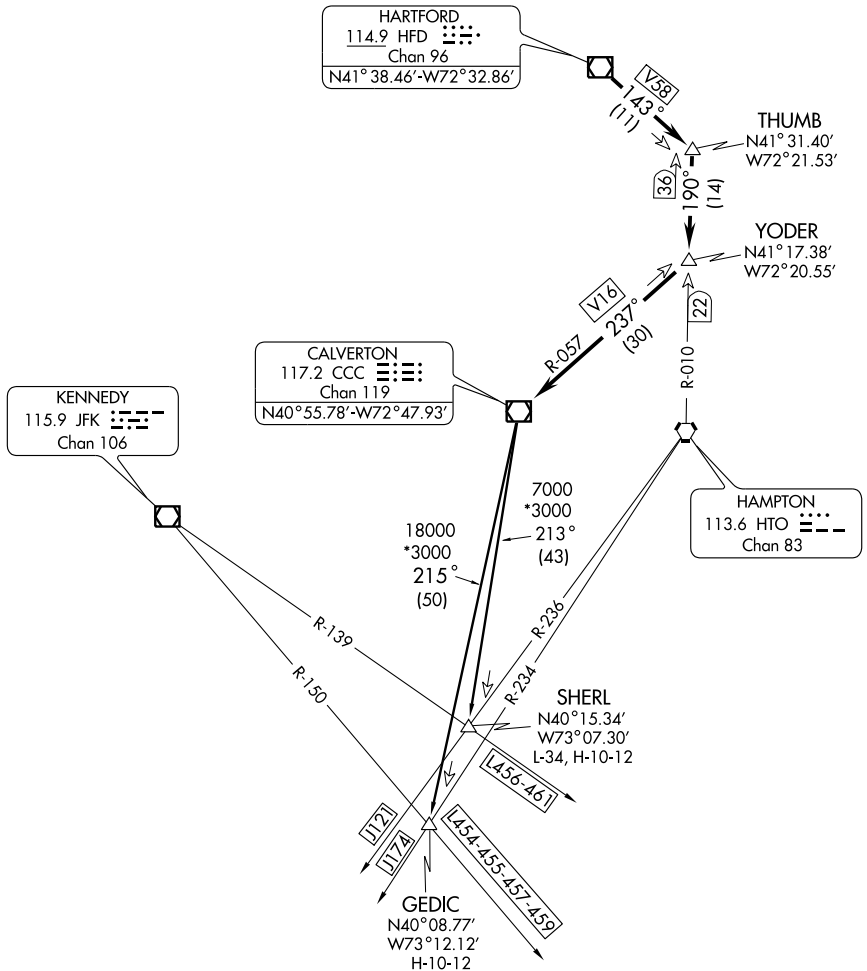 HARTFORD
114.9 HFD
Chan 96
N41°38.46'-W72°32.86'
V58
143°
(11)
THUMB
N41°31.40'
W72°21.53'
36
190°
(14)
YODER
N41°17.38'
W72°20.55'
V16
237°
(30)
R-057
22
R-010
CALVERTON
117.2 CCC
Chan 119
N40°55.78'-W72°47.93'
KENNEDY
115.9 JFK
Chan 106
HAMPTON
113.6 HTO
Chan 83
7000
*3000
213°
(43)
18000
*3000
215°
(50)
R-139
R-150
R-236
R-234
SHERL
N40°15.34'
W73°07.30'
L-34, H-10-12
L456-461
J121
J174
L454-455-457-459
GEDIC
N40°08.77'
W73°12.12'
H-10-12